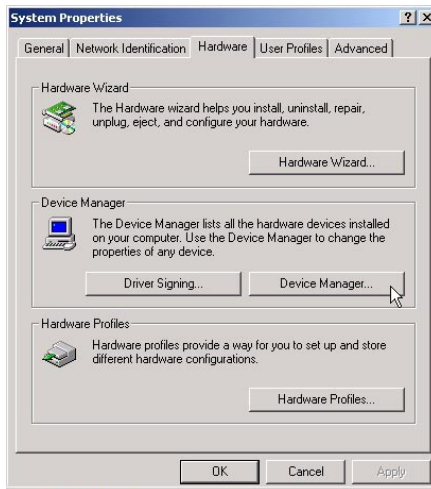 System Properties
General Network Identification Hardware User Profiles Advanced
Hardware Wizard
The Hardware wizard helps you install, uninstall, repair,
unplug, eject, and configure your hardware.
Hardware Wizard...
Device Manager
The Device Manager lists all the hardware devices installed
on your computer. Use the Device Manager to change the
properties of any device.
Driver Signing... Device Manager...
Hardware Profiles
Hardware profiles provide a way for you to set up and store
different hardware configurations.
Hardware Profiles...
OK Cancel Apply